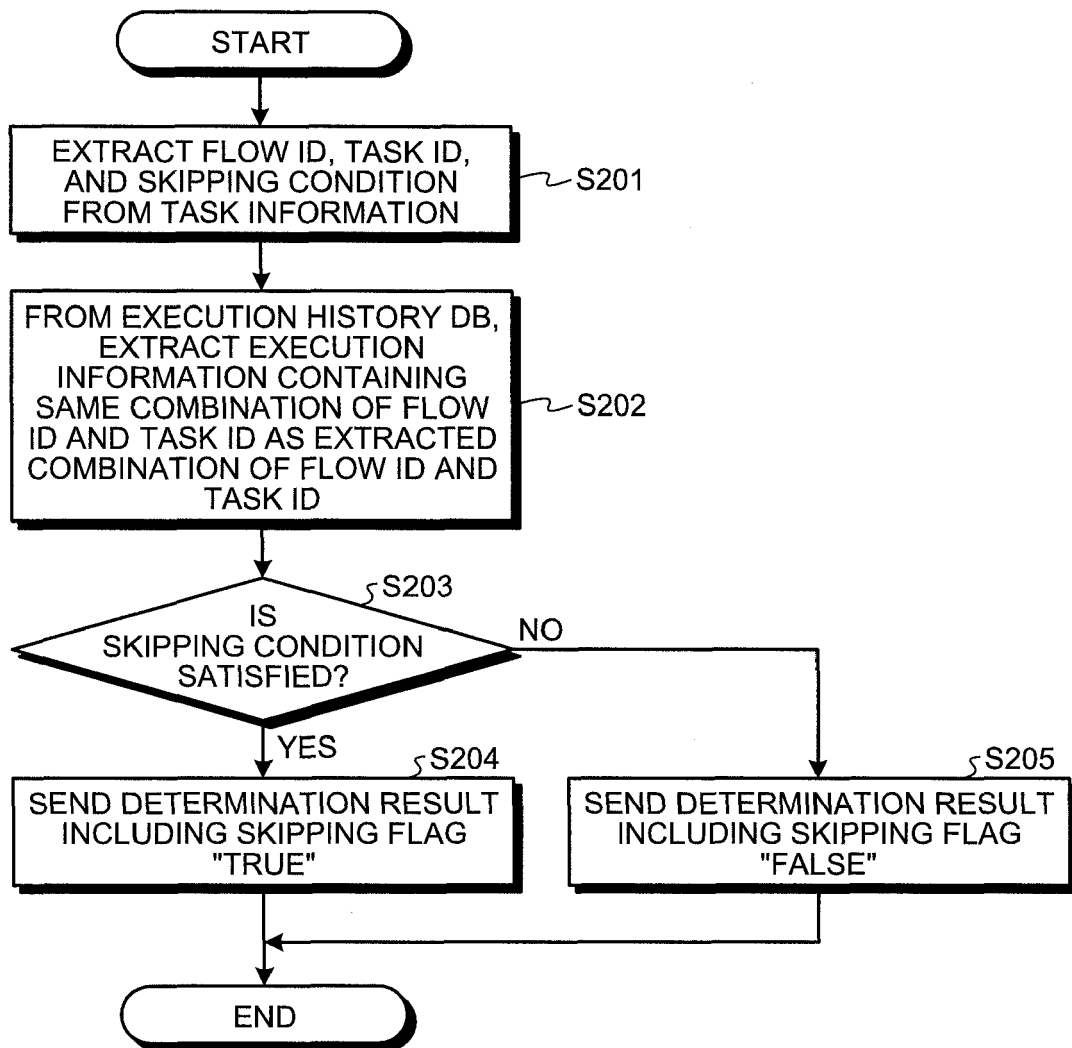 START
EXTRACT FLOW ID, TASK ID,
AND SKIPPING CONDITION
FROM TASK INFORMATION
S201
FROM EXECUTION HISTORY DB,
EXTRACT EXECUTION
INFORMATION CONTAINING
SAME COMBINATION OF FLOW
ID AND TASK ID AS EXTRACTED
COMBINATION OF FLOW ID AND
TASK ID
S202
S203
IS
SKIPPING CONDITION
SATISFIED?
NO
YES
S204
SEND DETERMINATION RESULT
INCLUDING SKIPPING FLAG
"TRUE"
S205
SEND DETERMINATION RESULT
INCLUDING SKIPPING FLAG
"FALSE"
END